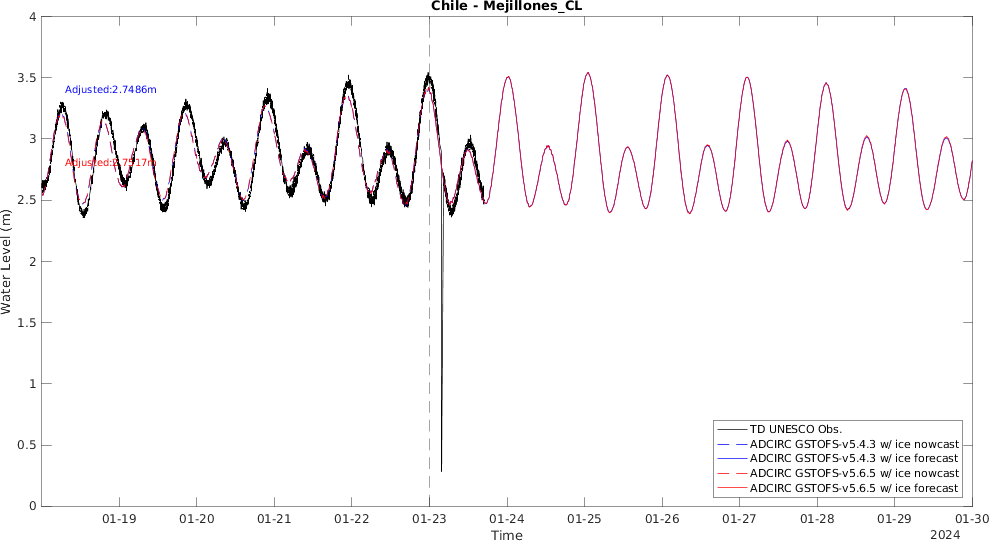 Chile - Mejillones_CL
4
3.5
3
2.5
2
1.5
1
0.5
0
Water Level (m)
Adjusted:2.7486m
Adjusted:2.7517m
TD UNESCO Obs.
ADCIRC GSTOFS-v5.4.3 w/ ice nowcast
ADCIRC GSTOFS-v5.4.3 w/ ice forecast
ADCIRC GSTOFS-v5.6.5 w/ ice nowcast
ADCIRC GSTOFS-v5.6.5 w/ ice forecast
01-19 01-20 01-21 01-22 01-23 01-24 01-25 01-26 01-27 01-28 01-29 01-30
Time
2024